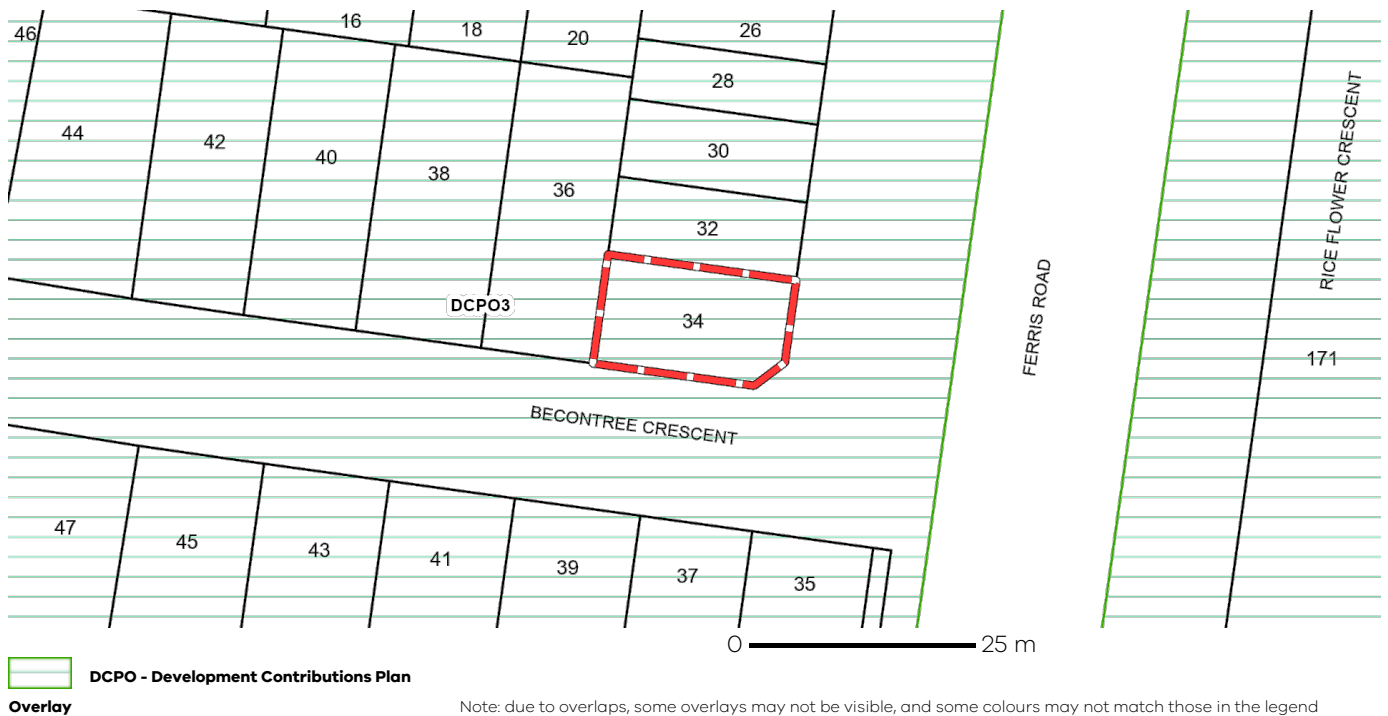 16
18
20
26
46
28
44
42
40
38
36
30
32
DCPO3
34
BECONTREE CRESCENT
FERRIS ROAD
RICE FLOWER CRESCENT
171
47
45
43
41
39
37
35
0 25 m
DCPO - Development Contributions Plan
Overlay
Note: due to overlaps, some overlays may not be visible, and some colours may not match those in the legend